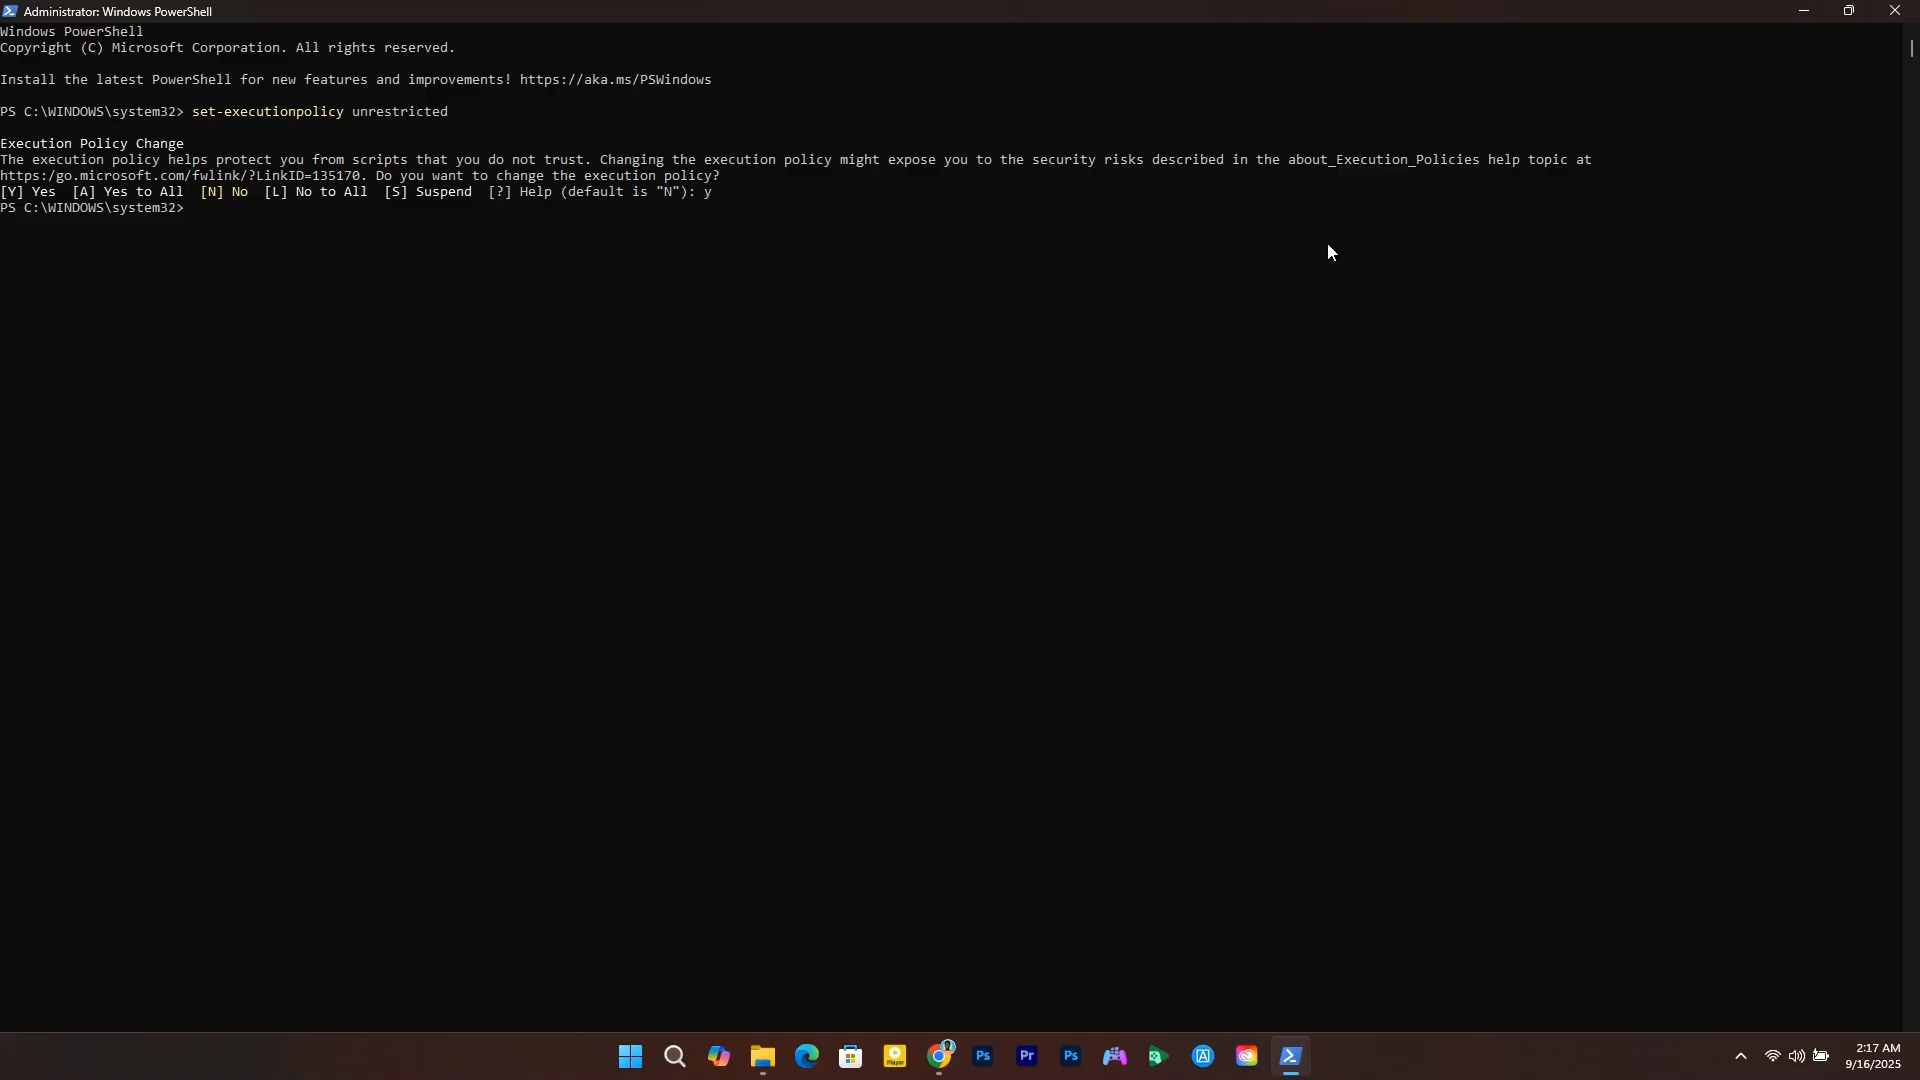 Administrator: Windows PowerShell
Windows PowerShell
Copyright (C) Microsoft Corporation. All rights reserved.
Install the latest PowerShell for new features and improvements! https://aka.ms/PSWindows
PS C:\WINDOWS\system32> set-executionpolicy unrestricted
Execution Policy Change
The execution policy helps protect you from scripts that you do not trust. Changing the execution policy might expose you to the security risks described in the about_Execution_Policies help topic at
https:/go.microsoft.com/fwlink/?LinkID=135170. Do you want to change the execution policy?
[Y] Yes  [A] Yes to All  [N] No  [L] No to All  [S] Suspend  [?] Help (default is "N"): y
PS C:\WINDOWS\system32>
Player
Ps
Pr
Ps
A
2:17 AM
9/16/2025